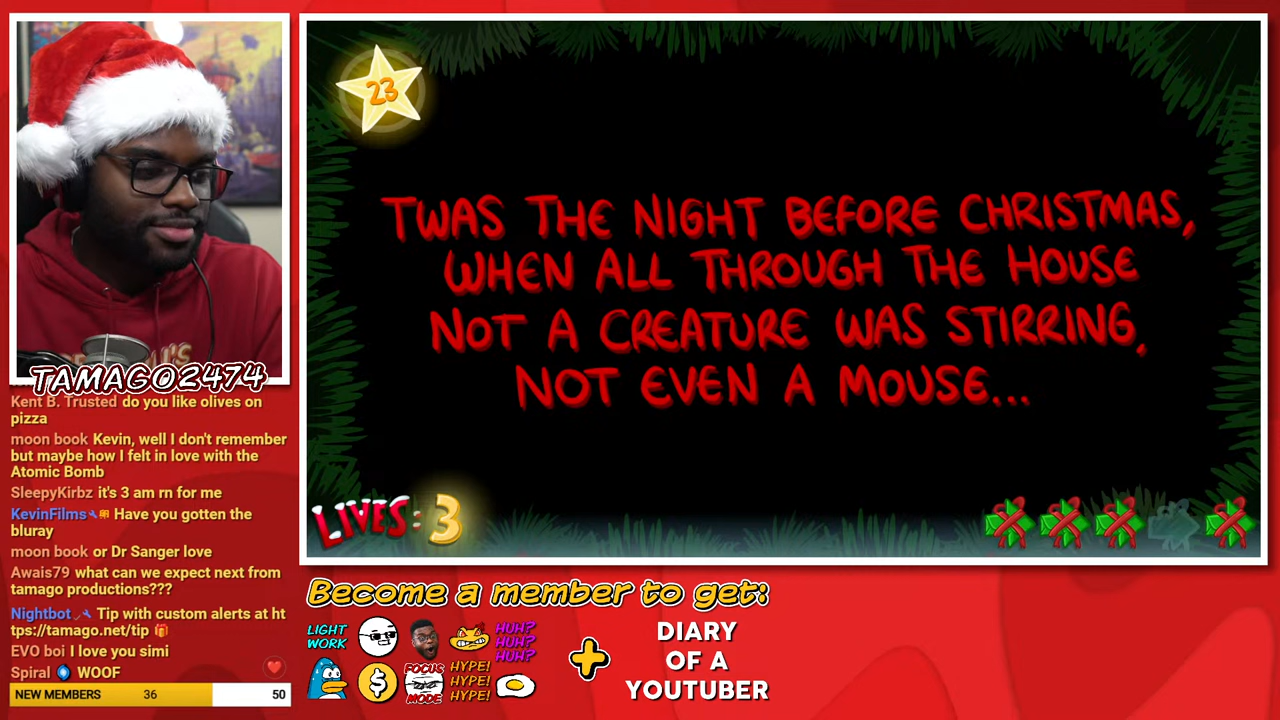 23
TWAS THE NIGHT BEFORE CHRISTMAS,
WHEN ALL THROUGH THE HOUSE
NOT A CREATURE WAS STIRRING,
NOT EVEN A MOUSE...
LIVES: 3
TAMAGO2474
Kent B. Trusted do you like olives on
pizza
moon book Kevin, well I don't remember
but maybe how I felt in love with the
Atomic Bomb
SleepyKirbz it's 3 am rn for me
KevinFilms Have you gotten the
bluray
moon book or Dr Sanger love
Awais79 what can we expect next from
tamago productions???
Nightbot Tip with custom alerts at ht
tps://tamago.net/tip
EVO boi I love you simi
Spiral WOOF
NEW MEMBERS 36 50
Become a member to get:
LIGHT
WORK
HUH?
HUH?
HUH?
$
FOCUS
MODE
HYPE!
HYPE!
HYPE!
+
DIARY
OF A
YOUTUBER